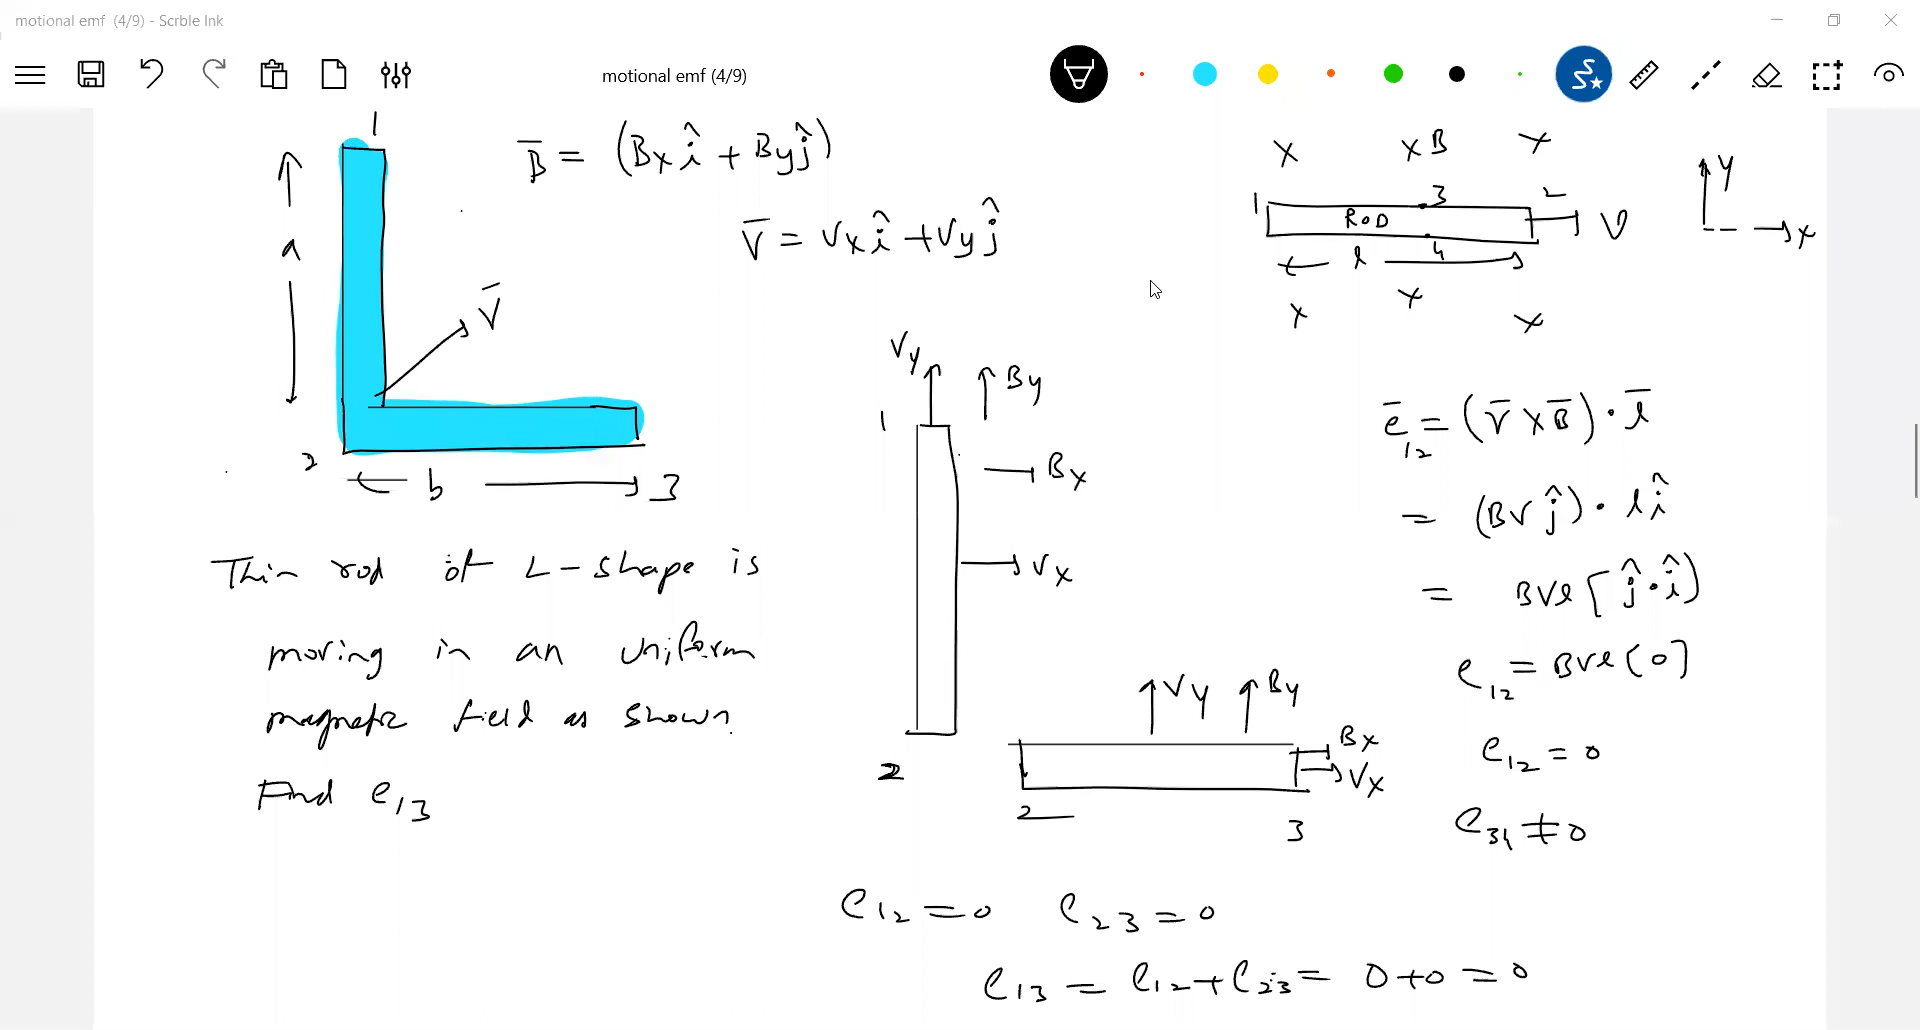 motional emf (4/9) - Scrble Ink
motional emf (4/9)
1
a
2
b
3
V̄
B̄ = (Bx î + By ĵ)
V̄ = Vx î + Vy ĵ
Thin rod of L-shape is
moving in an uniform
magnetic field as shown.
Find e13
Vy
By
1
Bx
Vx
2
Vy
By
Bx
Vx
2
3
e12 = 0 e23 = 0
e13 = e12 + e23 = 0 + 0 = 0
x x B x
1 3 2
ROD
V
l 4
x x x
y
x
ē12 = (V̄ x B̄) · l̄
= (BV ĵ) · l î
= BVl [ĵ · î)
e12 = BVl (0]
e12 = 0
e34 ≠ 0